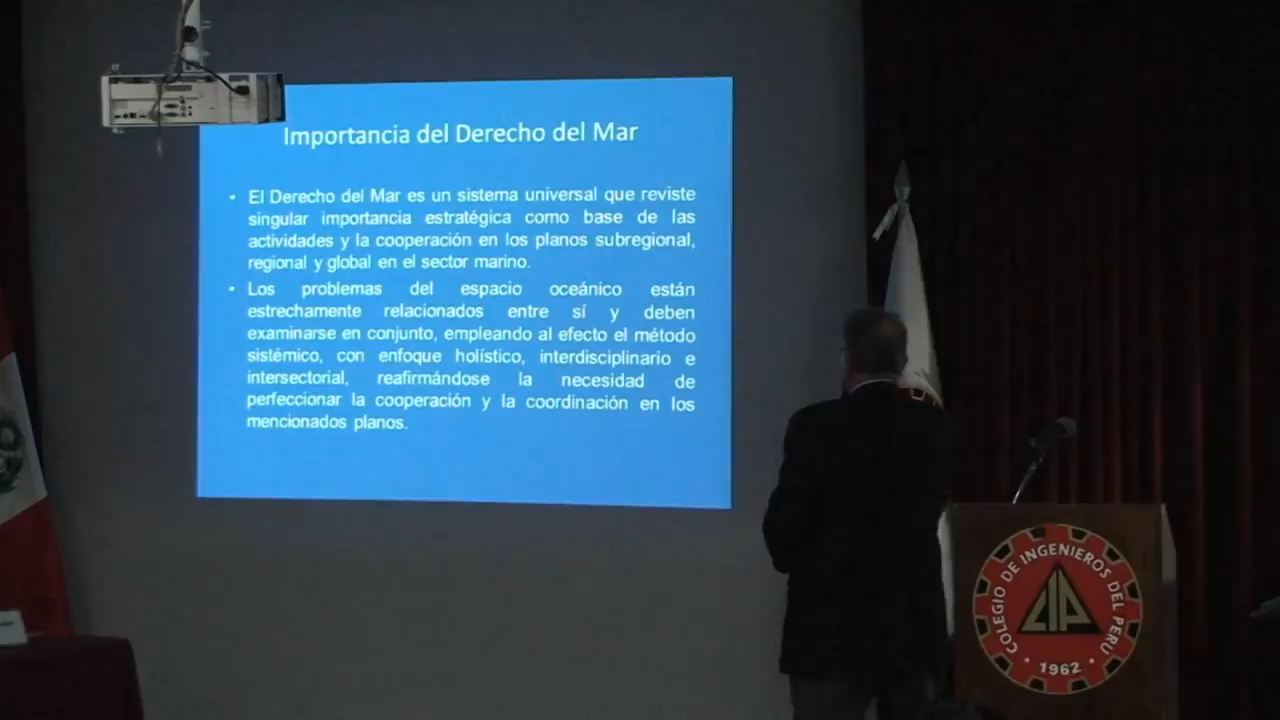 Importancia del Derecho del Mar
• El Derecho del Mar es un sistema universal que reviste
singular importancia estratégica como base de las
actividades y la cooperación en los planos subregional,
regional y global en el sector marino.
• Los problemas del espacio oceánico están
estrechamente relacionados entre sí y deben
examinarse en conjunto, empleando al efecto el método
sistémico, con enfoque holístico, interdisciplinario e
intersectorial, reafirmándose la necesidad de
perfeccionar la cooperación y la coordinación en los
mencionados planos.
COLEGIO DE INGENIEROS DEL PERU
CIP
• 1962 •